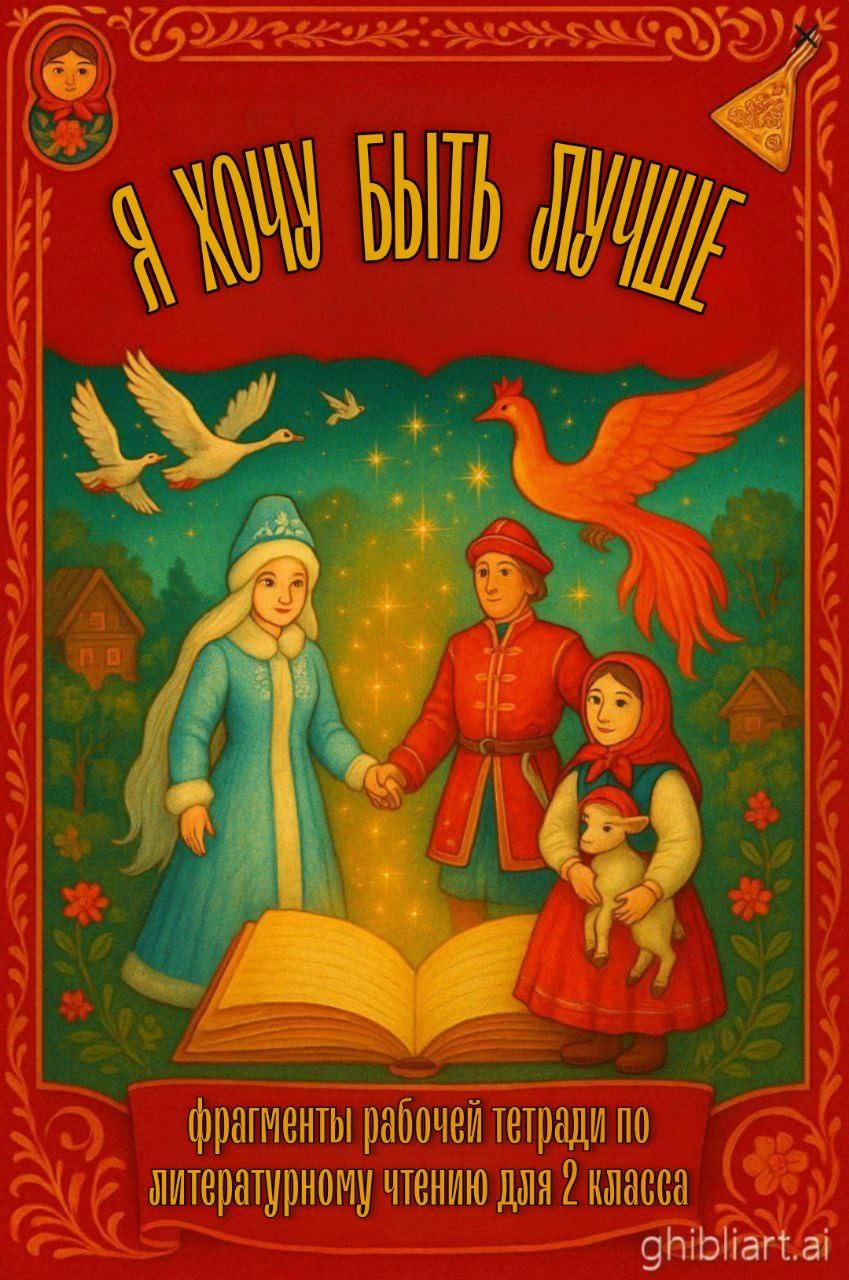 Я ХОЧУ БЫТЬ ЛУЧШЕ
фрагменты рабочей тетради по
литературному чтению для 2 класса
ghibliart.ai